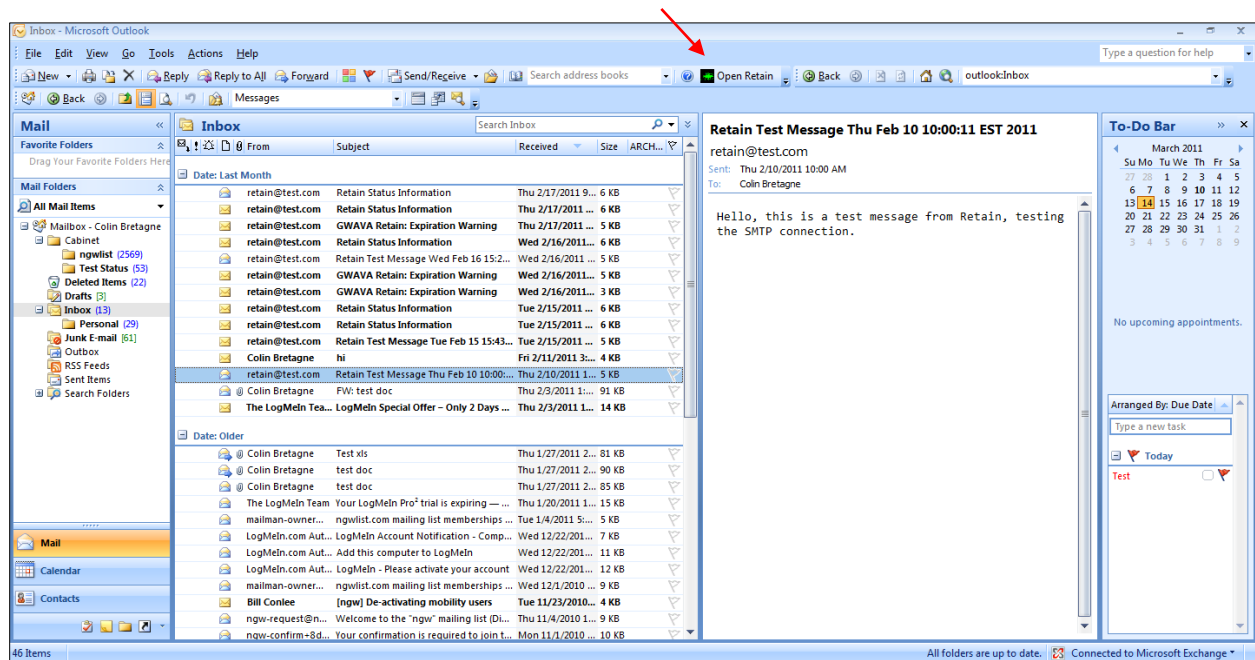 Inbox - Microsoft Outlook
File Edit View Go Tools Actions Help
Type a question for help
New Reply Reply to All Forward Send/Receive Search address books Open Retain Back outlook:Inbox
Back Messages
Mail «
Favorite Folders
Drag Your Favorite Folders Here
Mail Folders
All Mail Items
Mailbox - Colin Bretagne
Cabinet
ngwlist (2569)
Test Status (53)
Deleted Items (22)
Drafts [3]
Inbox (13)
Personal (29)
Junk E-mail [61]
Outbox
RSS Feeds
Sent Items
Search Folders
Mail
Calendar
Contacts
Inbox Search Inbox
From Subject Received Size ARCH...
Date: Last Month
retain@test.com Retain Status Information Thu 2/17/2011 9... 6 KB
retain@test.com Retain Status Information Thu 2/17/2011 ... 6 KB
retain@test.com GWAVA Retain: Expiration Warning Thu 2/17/2011 ... 5 KB
retain@test.com Retain Status Information Wed 2/16/2011... 6 KB
retain@test.com Retain Test Message Wed Feb 16 15:2... Wed 2/16/2011 ... 5 KB
retain@test.com GWAVA Retain: Expiration Warning Wed 2/16/2011... 5 KB
retain@test.com GWAVA Retain: Expiration Warning Wed 2/16/2011... 3 KB
retain@test.com Retain Status Information Tue 2/15/2011 ... 6 KB
retain@test.com Retain Status Information Tue 2/15/2011 ... 6 KB
retain@test.com Retain Test Message Tue Feb 15 15:43... Tue 2/15/2011 ... 5 KB
Colin Bretagne hi Fri 2/11/2011 3:... 4 KB
retain@test.com Retain Test Message Thu Feb 10 10:00:... Thu 2/10/2011 1... 5 KB
Colin Bretagne FW: test doc Thu 2/3/2011 1:... 91 KB
The LogMeIn Tea... LogMeIn Special Offer – Only 2 Days ... Thu 2/3/2011 1... 14 KB
Date: Older
Colin Bretagne Test xls Thu 1/27/2011 2... 81 KB
Colin Bretagne test doc Thu 1/27/2011 2... 90 KB
Colin Bretagne test doc Thu 1/27/2011 2... 85 KB
The LogMeIn Team Your LogMeIn Pro² trial is expiring — ... Thu 1/20/2011 1... 15 KB
mailman-owner... ngwlist.com mailing list memberships ... Tue 1/4/2011 5:... 5 KB
LogMeIn.com Aut... LogMeIn Account Notification - Comp... Wed 12/22/201... 7 KB
LogMeIn.com Aut... Add this computer to LogMeIn Wed 12/22/201... 11 KB
LogMeIn.com Aut... LogMeIn - Please activate your account Wed 12/22/201... 12 KB
mailman-owner... ngwlist.com mailing list memberships ... Wed 12/1/2010 ... 9 KB
Bill Conlee [ngw] De-activating mobility users Tue 11/23/2010... 4 KB
ngw-request@n... Welcome to the "ngw" mailing list (Di... Thu 11/4/2010 1... 9 KB
ngw-confirm+8d... Your confirmation is required to join t... Mon 11/1/2010 ... 10 KB
Retain Test Message Thu Feb 10 10:00:11 EST 2011
retain@test.com
Sent: Thu 2/10/2011 10:00 AM
To: Colin Bretagne
Hello, this is a test message from Retain, testing
the SMTP connection.
To-Do Bar » ×
March 2011
Su Mo Tu We Th Fr Sa
27 28 1 2 3 4 5
6 7 8 9 10 11 12
13 14 15 16 17 18 19
20 21 22 23 24 25 26
27 28 29 30 31 1 2
3 4 5 6 7 8 9
No upcoming appointments.
Arranged By: Due Date
Type a new task
Today
Test
46 Items
All folders are up to date. Connected to Microsoft Exchange